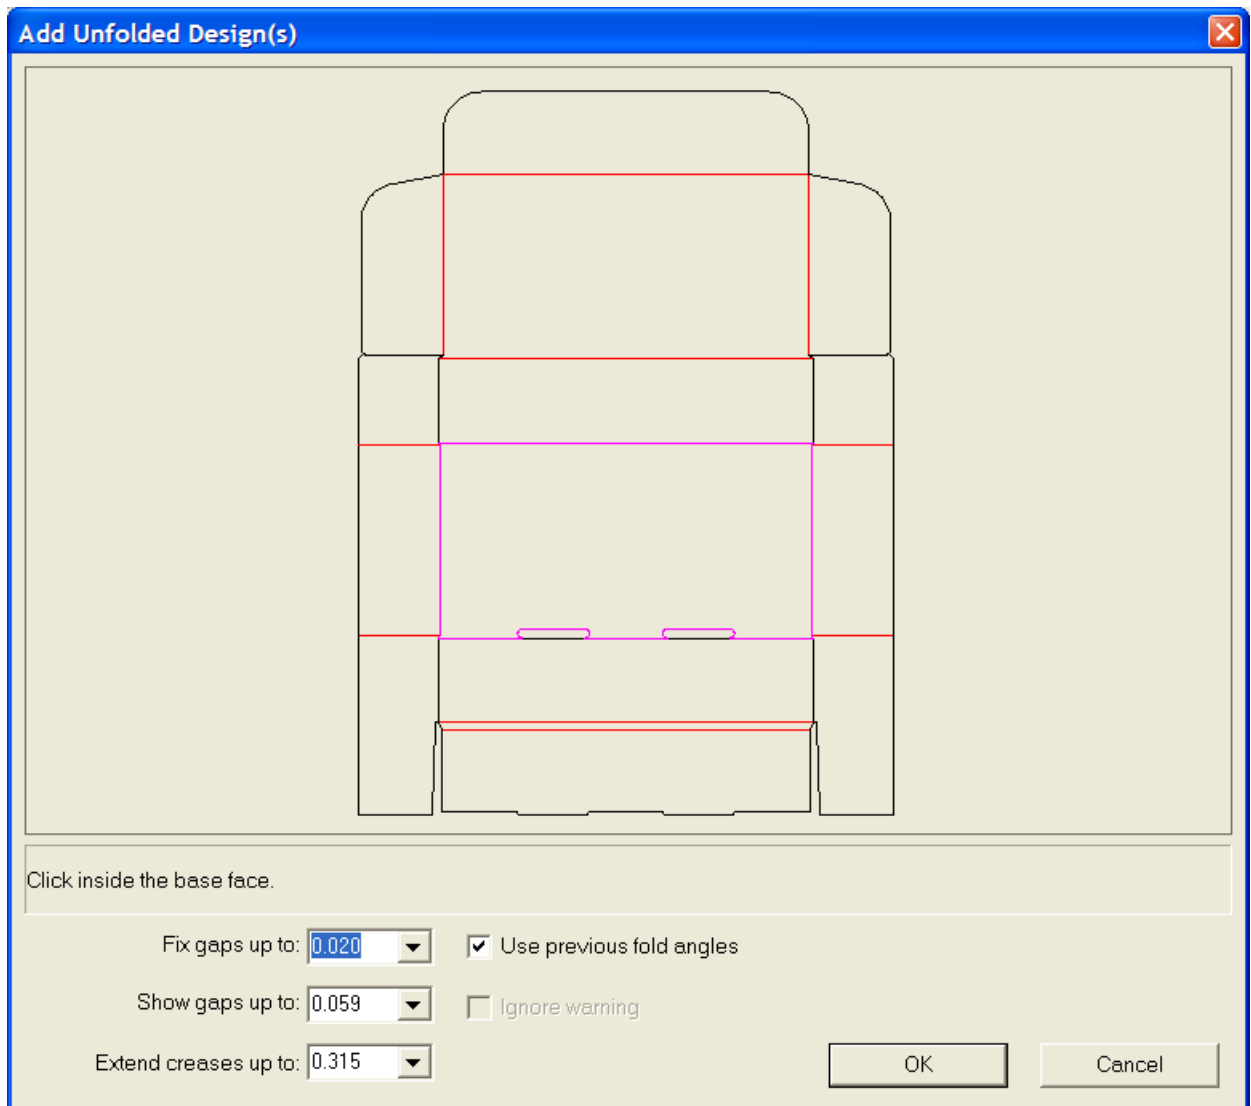 Add Unfolded Design(s)
Click inside the base face.
Fix gaps up to: 0.020 Use previous fold angles
Show gaps up to: 0.059 Ignore warning
Extend creases up to: 0.315 OK Cancel